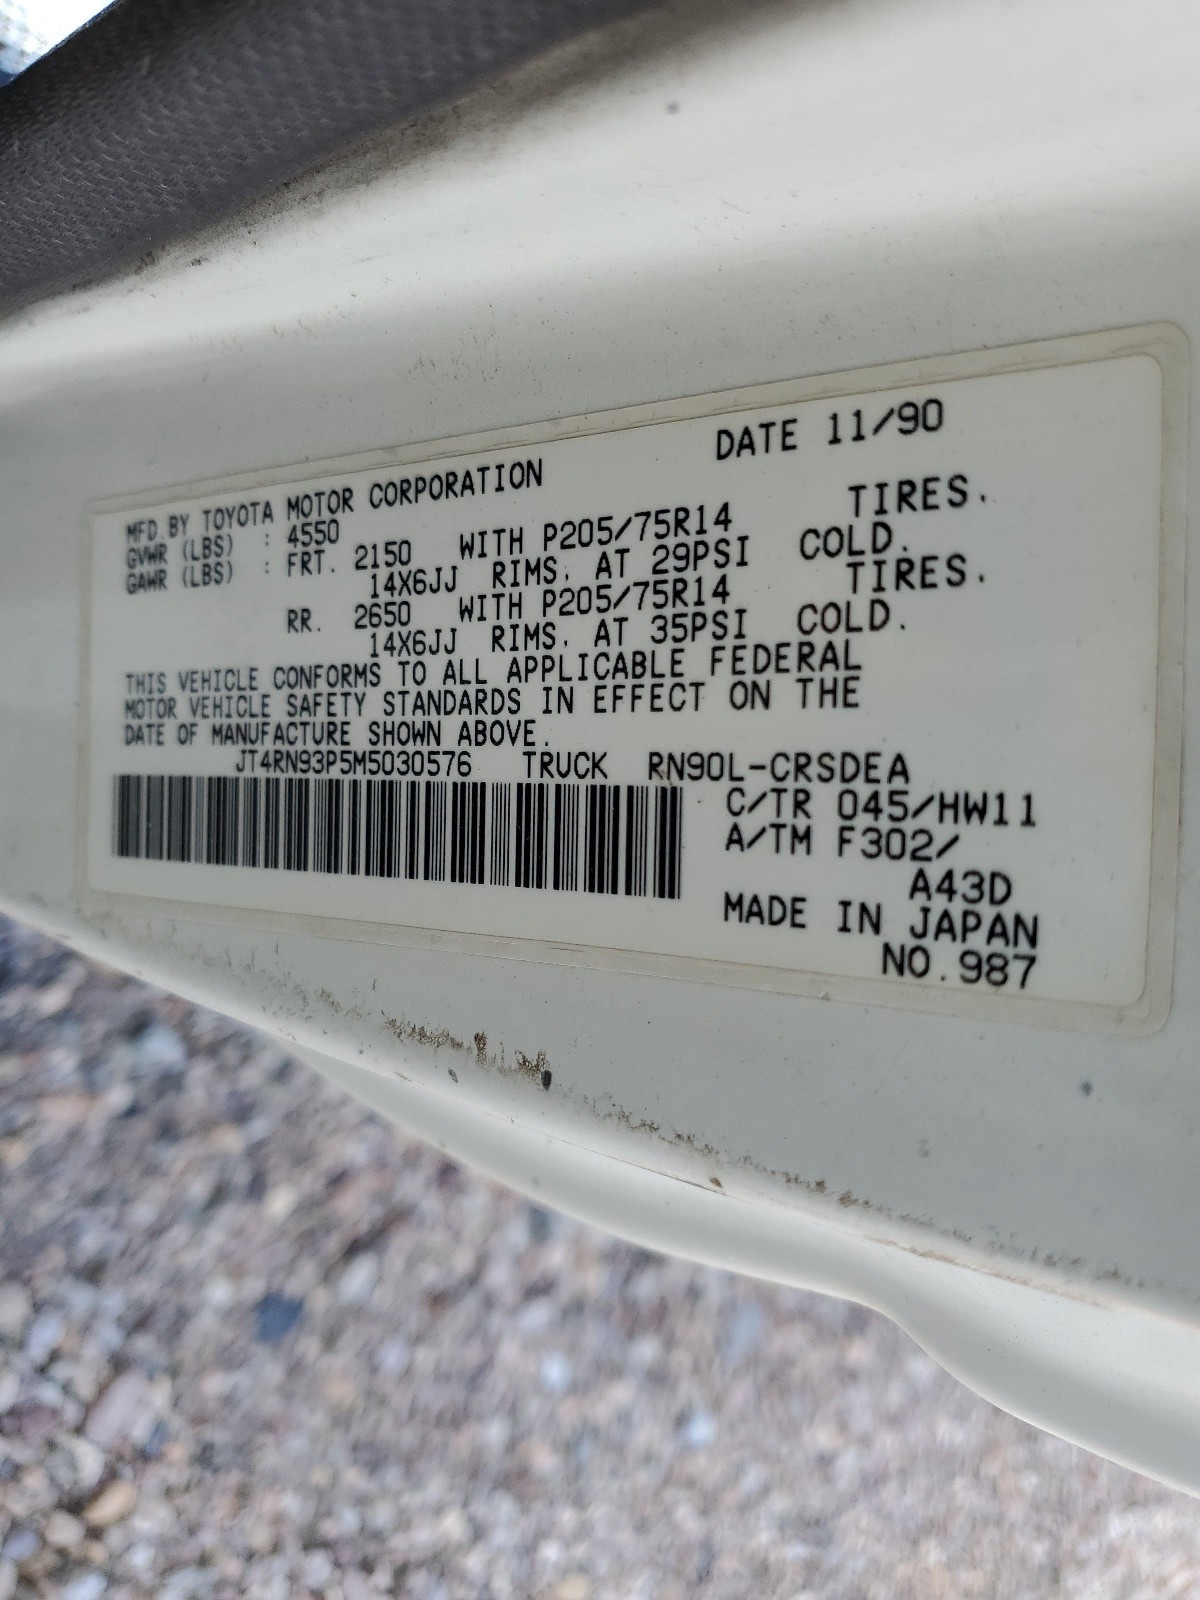 MFD.BY TOYOTA MOTOR CORPORATION DATE 11/90
GVWR (LBS) : 4550
GAWR (LBS) : FRT. 2150 WITH P205/75R14 TIRES.
14X6JJ RIMS, AT 29PSI COLD.
RR. 2650 WITH P205/75R14 TIRES.
14X6JJ RIMS, AT 35PSI COLD.
THIS VEHICLE CONFORMS TO ALL APPLICABLE FEDERAL
MOTOR VEHICLE SAFETY STANDARDS IN EFFECT ON THE
DATE OF MANUFACTURE SHOWN ABOVE.
JT4RN93P5M5030576 TRUCK RN90L-CRSDEA
C/TR 045/HW11
A/TM F302/
A43D
MADE IN JAPAN
NO.987